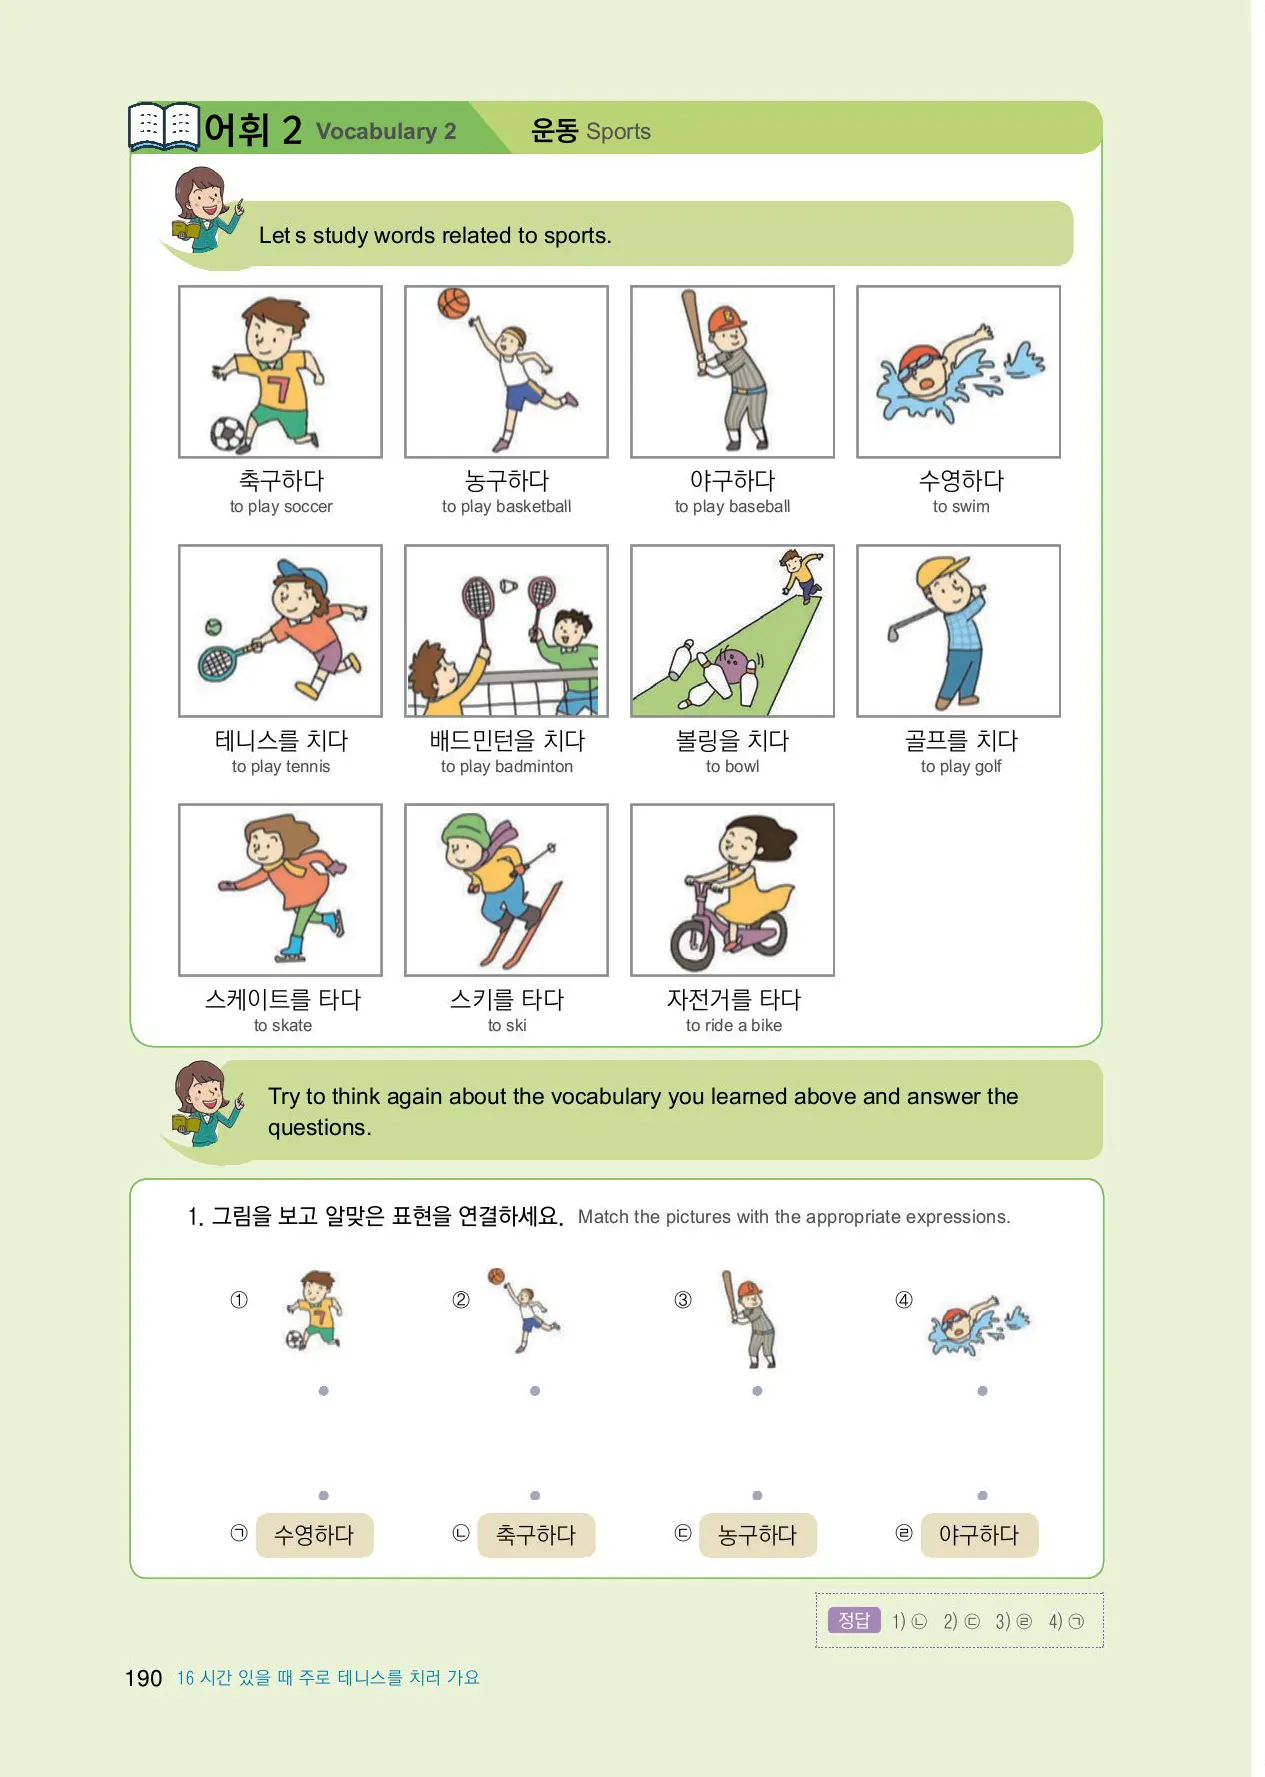 어휘 2 Vocabulary 2 운동 Sports
Let s study words related to sports.
7
축구하다 농구하다 야구하다 수영하다
to play soccer to play basketball to play baseball to swim
테니스를 치다 배드민턴을 치다 볼링을 치다 골프를 치다
to play tennis to play badminton to bowl to play golf
스케이트를 타다 스키를 타다 자전거를 타다
to skate to ski to ride a bike
Try to think again about the vocabulary you learned above and answer the
questions.
1. 그림을 보고 알맞은 표현을 연결하세요. Match the pictures with the appropriate expressions.
① ② ③ ④
7
㉠ 수영하다 ㉡ 축구하다 ㉢ 농구하다 ㉣ 야구하다
정답 1) ㉡ 2) ㉢ 3) ㉣ 4) ㉠
190 16 시간 있을 때 주로 테니스를 치러 가요